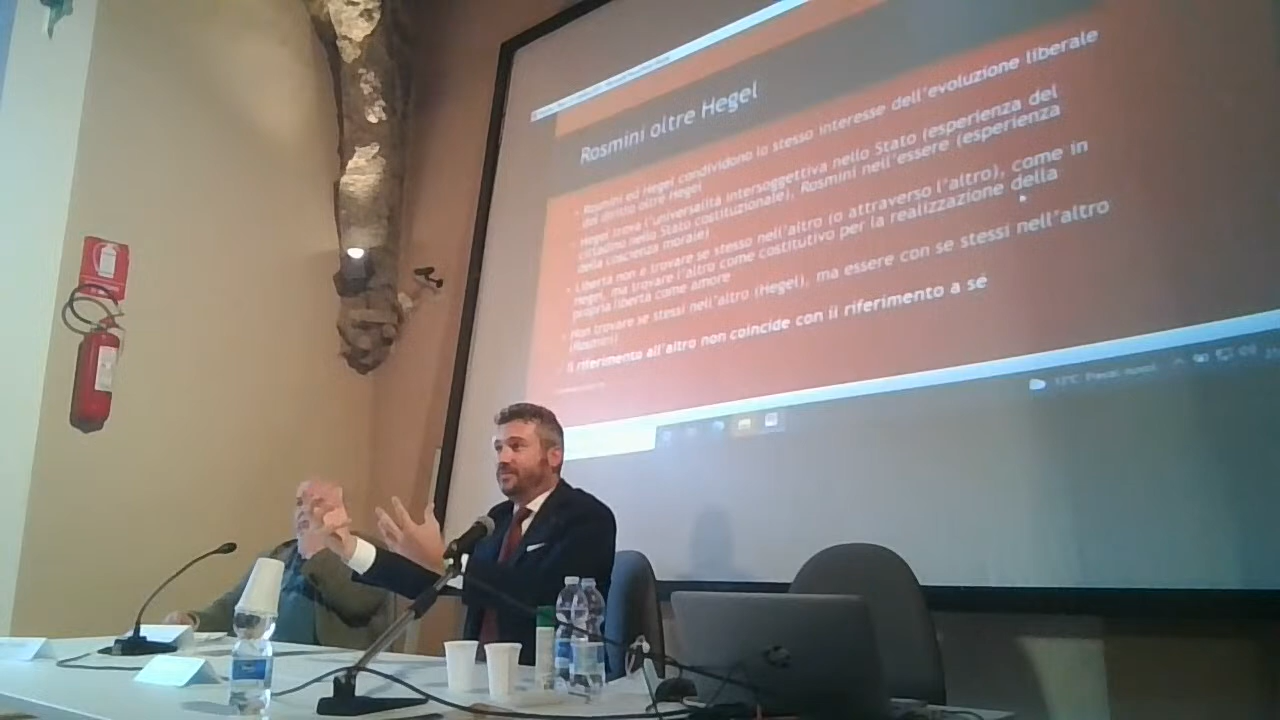 Rosmini oltre Hegel
Rosmini ed Hegel condividono lo stesso interesse dell'evoluzione liberale
del diritto oltre Hegel
Hegel trova l'universalità intersoggettiva nello Stato (esperienza del
cittadino nello Stato costituzionale), Rosmini nell'essere (esperienza
della coscienza morale)
Libertà non è trovare se stesso nell'altro (o attraverso l'altro), come in
Hegel, ma trovare l'altro come costitutivo per la realizzazione della
propria libertà come amore
Non trovare se stessi nell'altro (Hegel), ma essere con se stessi nell'altro
(Rosmini)
Il riferimento all'altro non coincide con il riferimento a sé